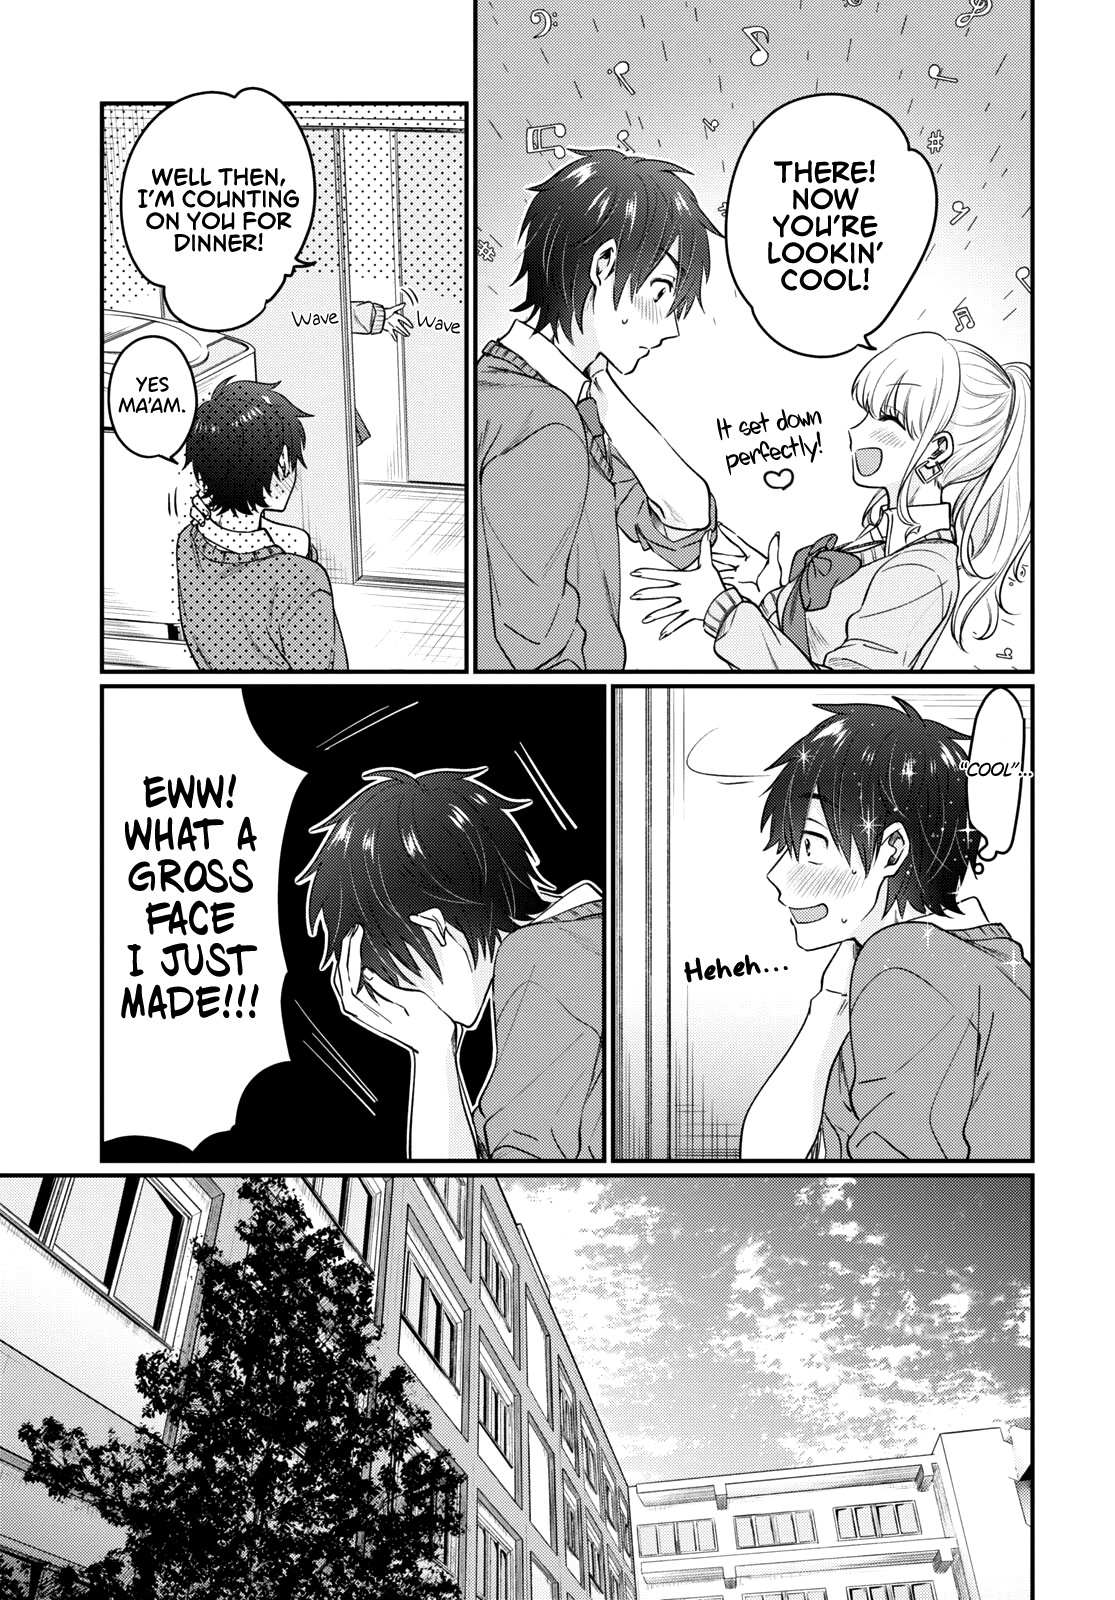 THERE!
NOW
YOU'RE
LOOKIN'
COOL!
It set down
perfectly!
WELL THEN,
I'M COUNTING
ON YOU FOR
DINNER!
Wave
Wave
YES
MA'AM.
"COOL"...
Heheh...
EWW!
WHAT A
GROSS
FACE
I JUST
MADE!!!